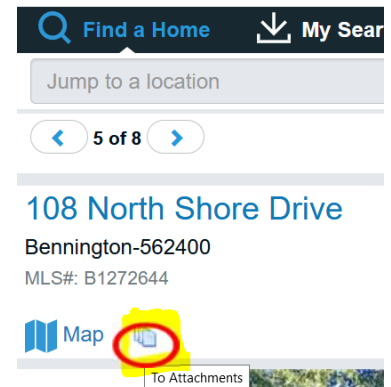 Find a Home My Sear
Jump to a location
5 of 8
108 North Shore Drive
Bennington-562400
MLS#: B1272644
Map
To Attachments